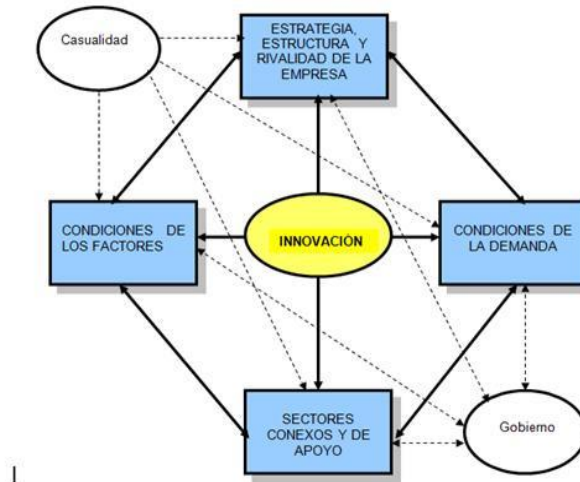 Casualidad
ESTRATEGIA,
ESTRUCTURA Y
RIVALIDAD DE LA
EMPRESA
CONDICIONES DE
LOS FACTORES
INNOVACIÓN
CONDICIONES DE
LA DEMANDA
SECTORES
CONEXOS Y DE
APOYO
Gobierno